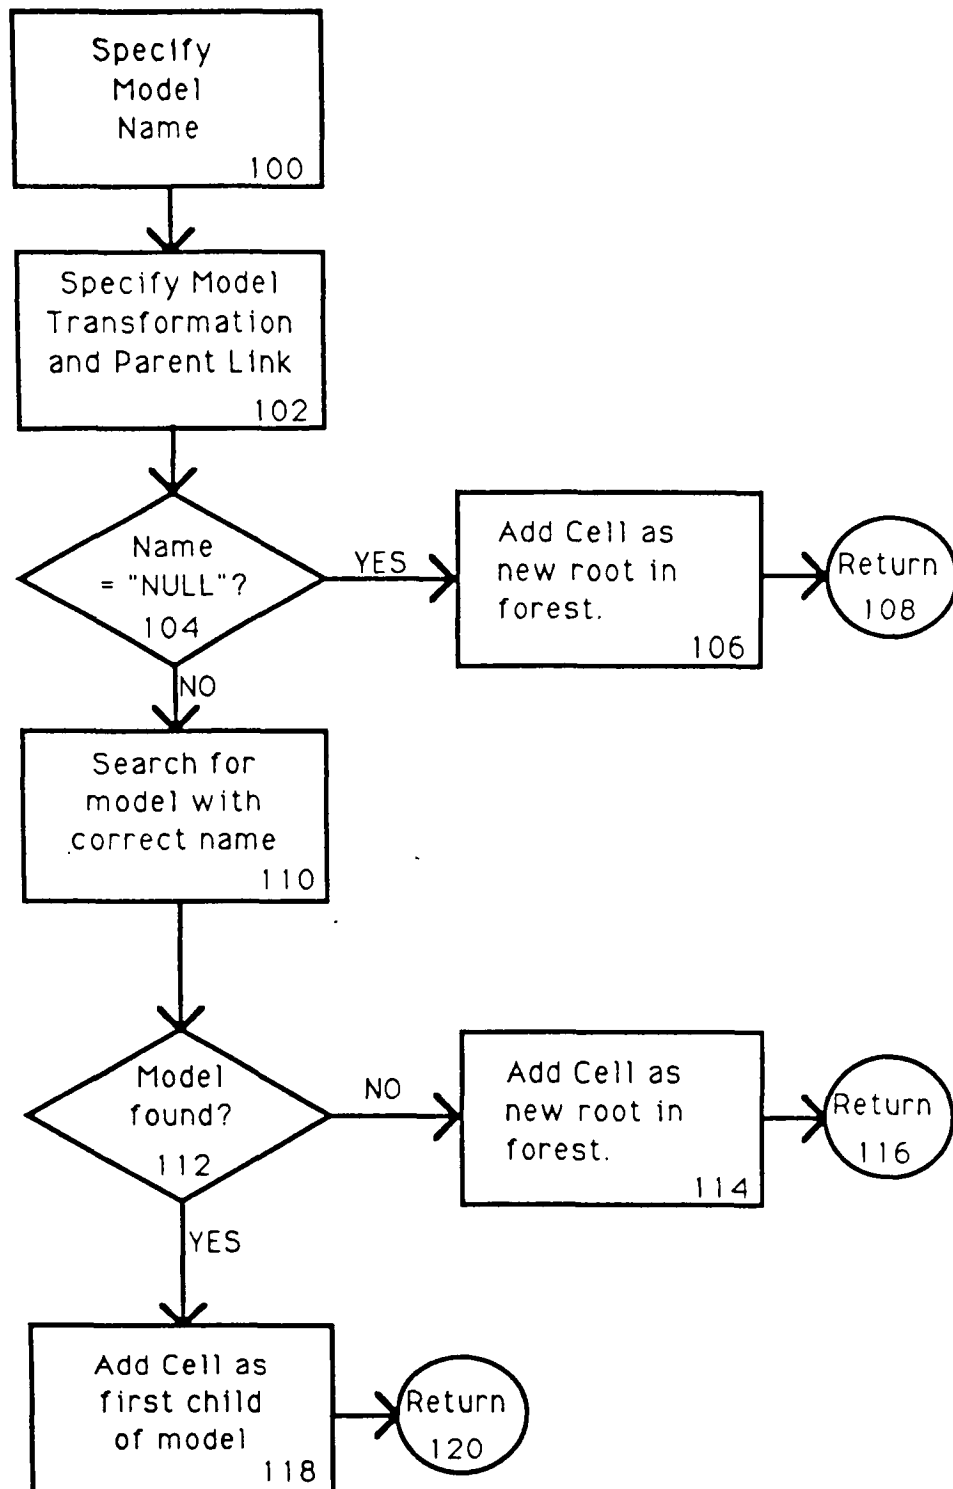 Specify
Model
Name
100
Specify Model
Transformation
and Parent Link
102
Name
= "NULL"?
104
YES
Add Cell as
new root in
forest.
106
Return
108
NO
Search for
model with
correct name
110
Model
found?
112
NO
Add Cell as
new root in
forest.
114
Return
116
YES
Add Cell as
first child
of model
118
Return
120